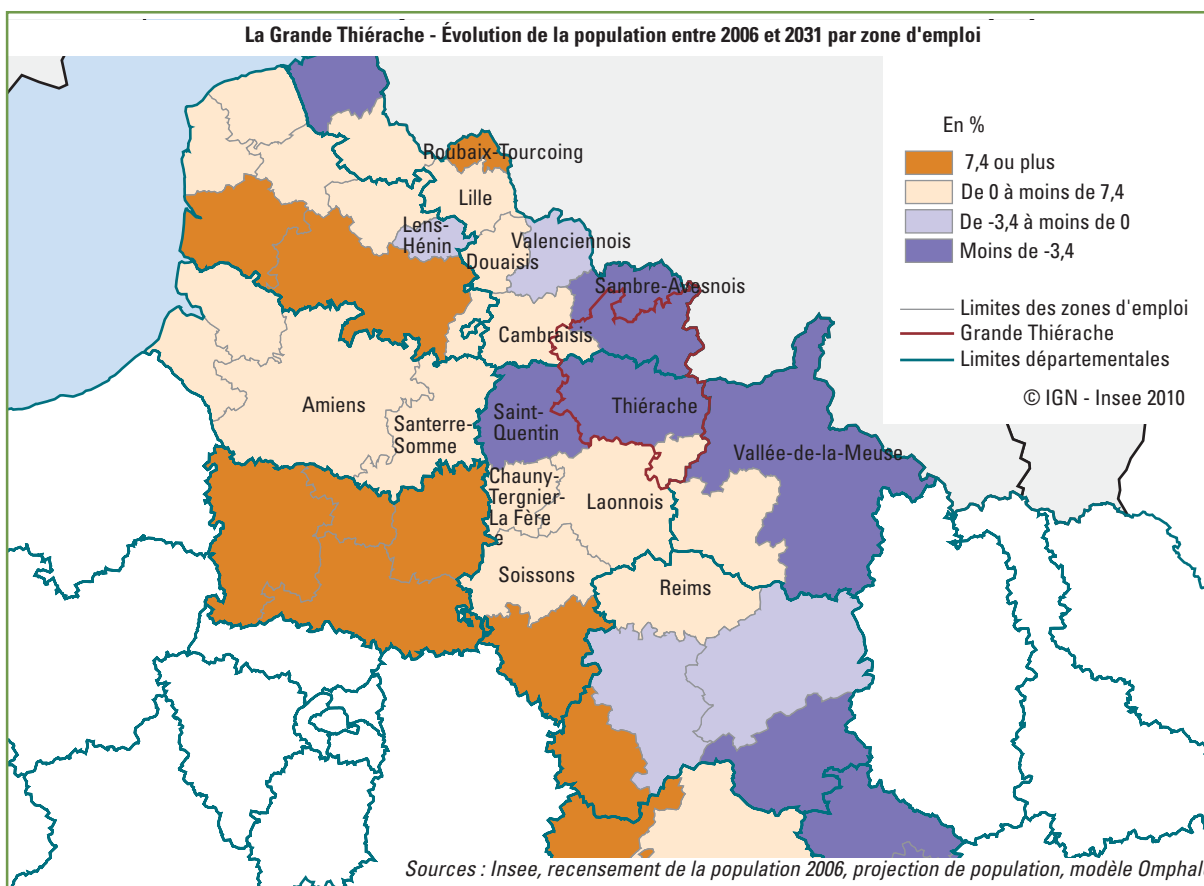 La Grande Thiérache - Évolution de la population entre 2006 et 2031 par zone d'emploi
En %
7,4 ou plus
De 0 à moins de 7,4
De -3,4 à moins de 0
Moins de -3,4
Limites des zones d'emploi
Grande Thiérache
Limites départementales
© IGN - Insee 2010
Roubaix-Tourcoing
Lille
Lens-
Hénin
Valenciennois
Douaisis
Sambre-Avesnois
Cambraisis
Amiens
Santerre-
Somme
Saint-
Quentin
Thiérache
Vallée-de-la-Meuse
Chauny-
Tergnier-
La Fère
e
Laonnois
Soissons
Reims
Sources : Insee, recensement de la population 2006, projection de population, modèle Omphal